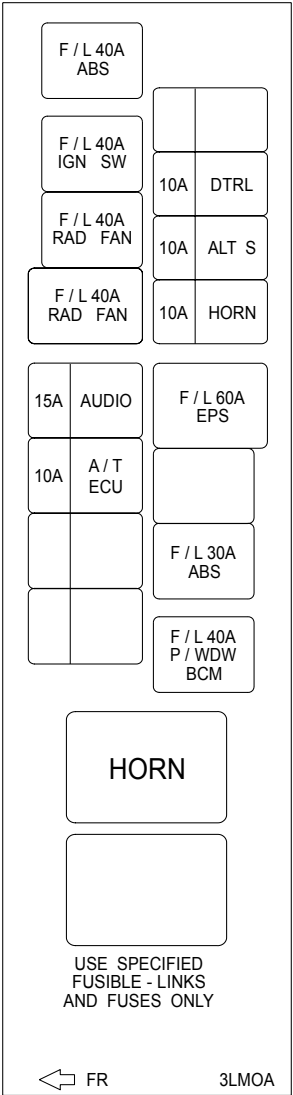 F / L 40A
ABS
F / L 40A
IGN SW
F / L 40A
RAD FAN
F / L 40A
RAD FAN
10A DTRL
10A ALT S
10A HORN
15A AUDIO
10A A / T
ECU
F / L 60A
EPS
F / L 30A
ABS
F / L 40A
P / WDW
BCM
HORN
USE SPECIFIED
FUSIBLE - LINKS
AND FUSES ONLY
FR 3LMOA